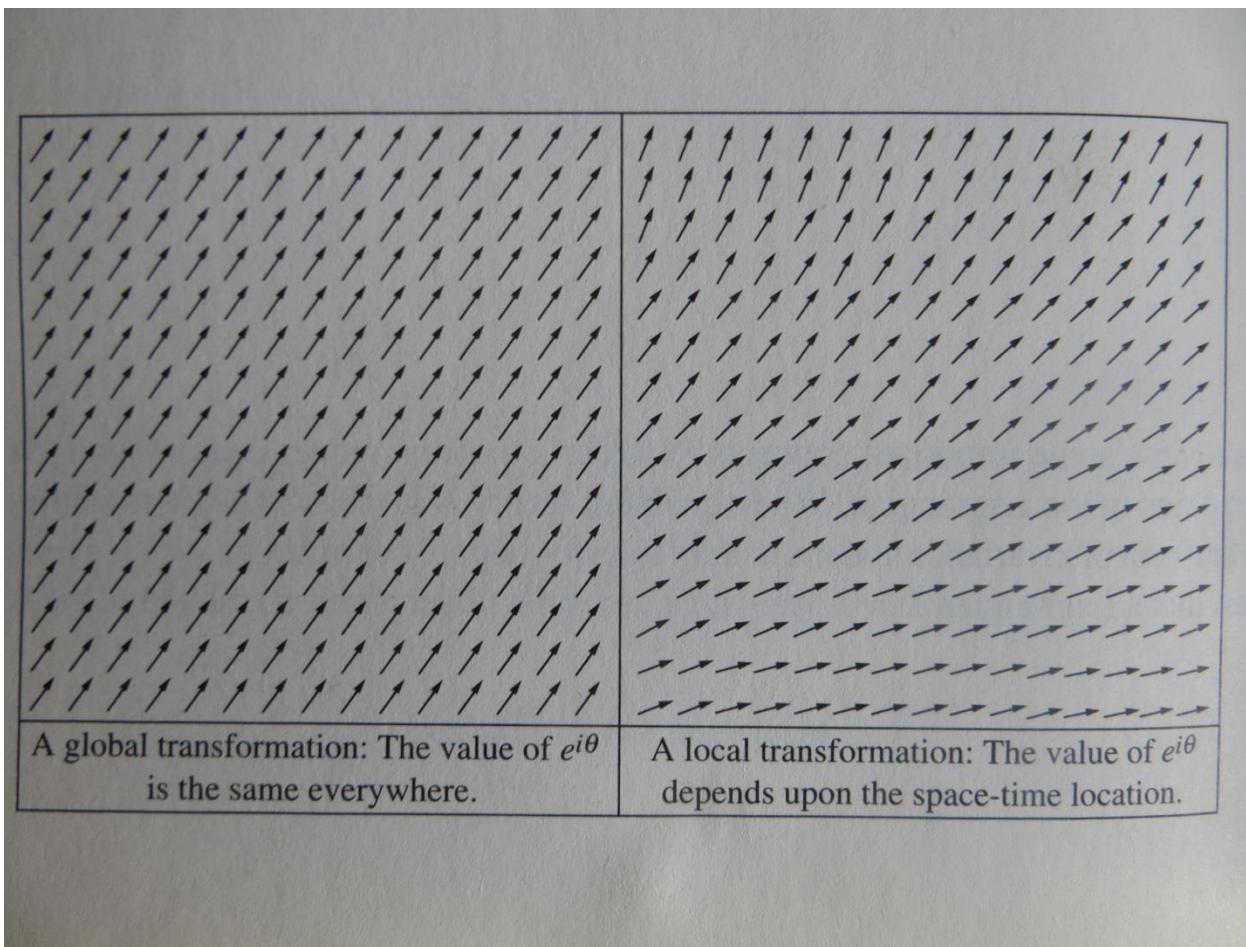 A global transformation: The value of e^{iθ}
is the same everywhere.
A local transformation: The value of e^{iθ}
depends upon the space-time location.